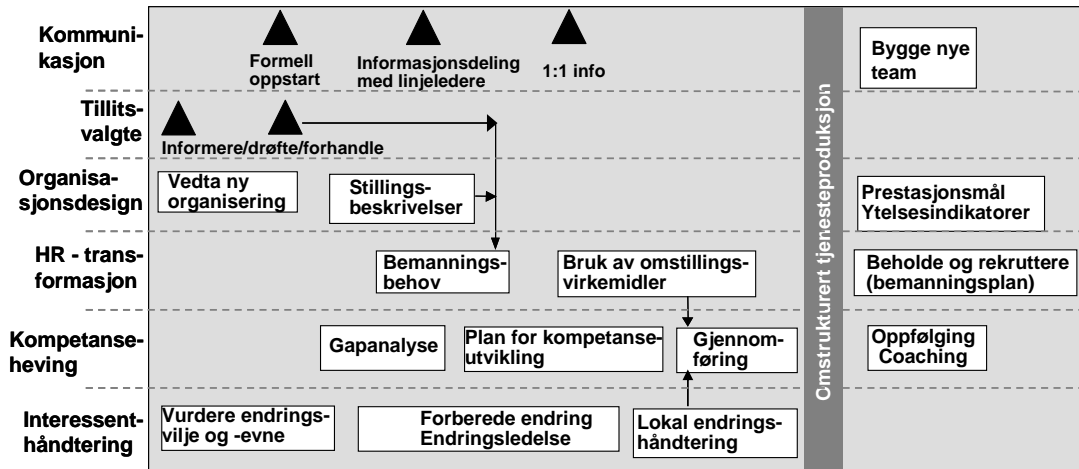 Kommuni-
kasjon
Formell
oppstart
Informasjonsdeling
med linjeledere
1:1 info
Bygge nye
team
Tillits-
valgte
Informere/drøfte/forhandle
Organisa-
sjonsdesign
Vedta ny
organisering
Stillings-
beskrivelser
Prestasjonsmål
Ytelsesindikatorer
HR - trans-
formasjon
Bemannings-
behov
Bruk av omstillings-
virkemidler
Beholde og rekruttere
(bemanningsplan)
Kompetanse-
heving
Gapanalyse
Plan for kompetanse-
utvikling
Gjennom-
føring
Oppfølging
Coaching
Interessent-
håndtering
Vurdere endrings-
vilje og -evne
Forberede endring
Endringsledelse
Lokal endrings-
håndtering
Omstrukturert tjenesteproduksjon